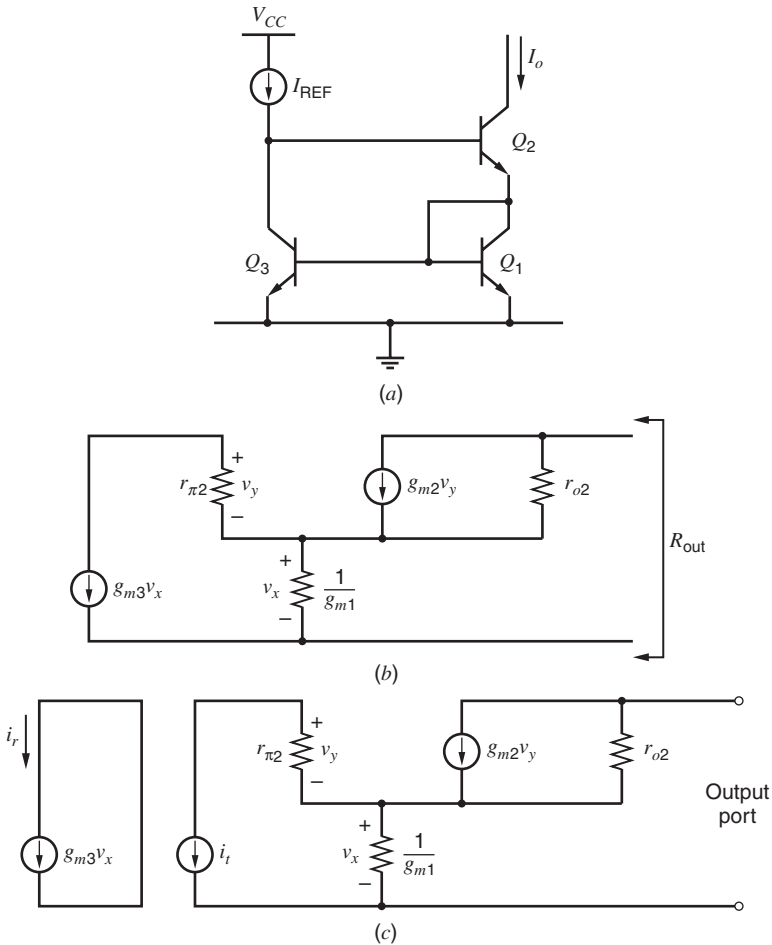 V_CC
I_o
I_REF
Q_2
Q_3
Q_1
(a)
+
r_π2 v_y
–
g_m2 v_y
r_o2
R_out
+
g_m3 v_x
v_x 1/g_m1
–
(b)
i_r
+
r_π2 v_y
–
g_m2 v_y
r_o2
Output
port
+
g_m3 v_x
i_t
v_x 1/g_m1
–
(c)